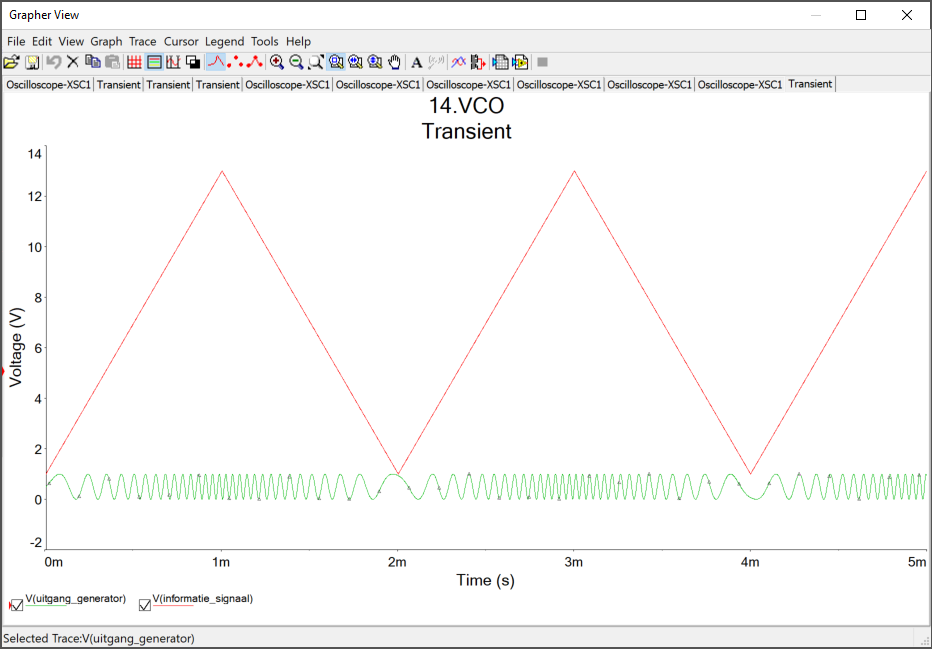 Grapher View
File Edit View Graph Trace Cursor Legend Tools Help
A
Oscilloscope-XSC1 Transient Transient Transient Oscilloscope-XSC1 Oscilloscope-XSC1 Oscilloscope-XSC1 Oscilloscope-XSC1 Oscilloscope-XSC1 Oscilloscope-XSC1 Transient
14.VCO
Transient
14
12
10
8
6
4
2
0
-2
Voltage (V)
0m 1m 2m 3m 4m 5m
Time (s)
V(uitgang_generator) V(informatie_signaal)
Selected Trace:V(uitgang_generator)